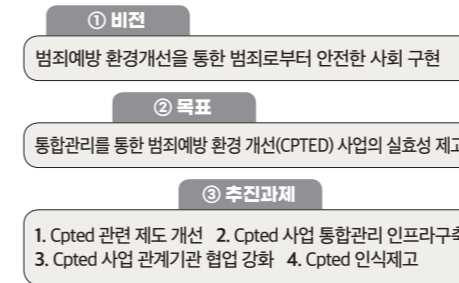 ① 비전
범죄예방 환경개선을 통한 범죄로부터 안전한 사회 구현
② 목표
통합관리를 통한 범죄예방 환경 개선(CPTED) 사업의 실효성 제고
③ 추진과제
1. Cpted 관련 제도 개선 2. Cpted 사업 통합관리 인프라구축
3. Cpted 사업 관계기관 협업 강화 4. Cpted 인식제고